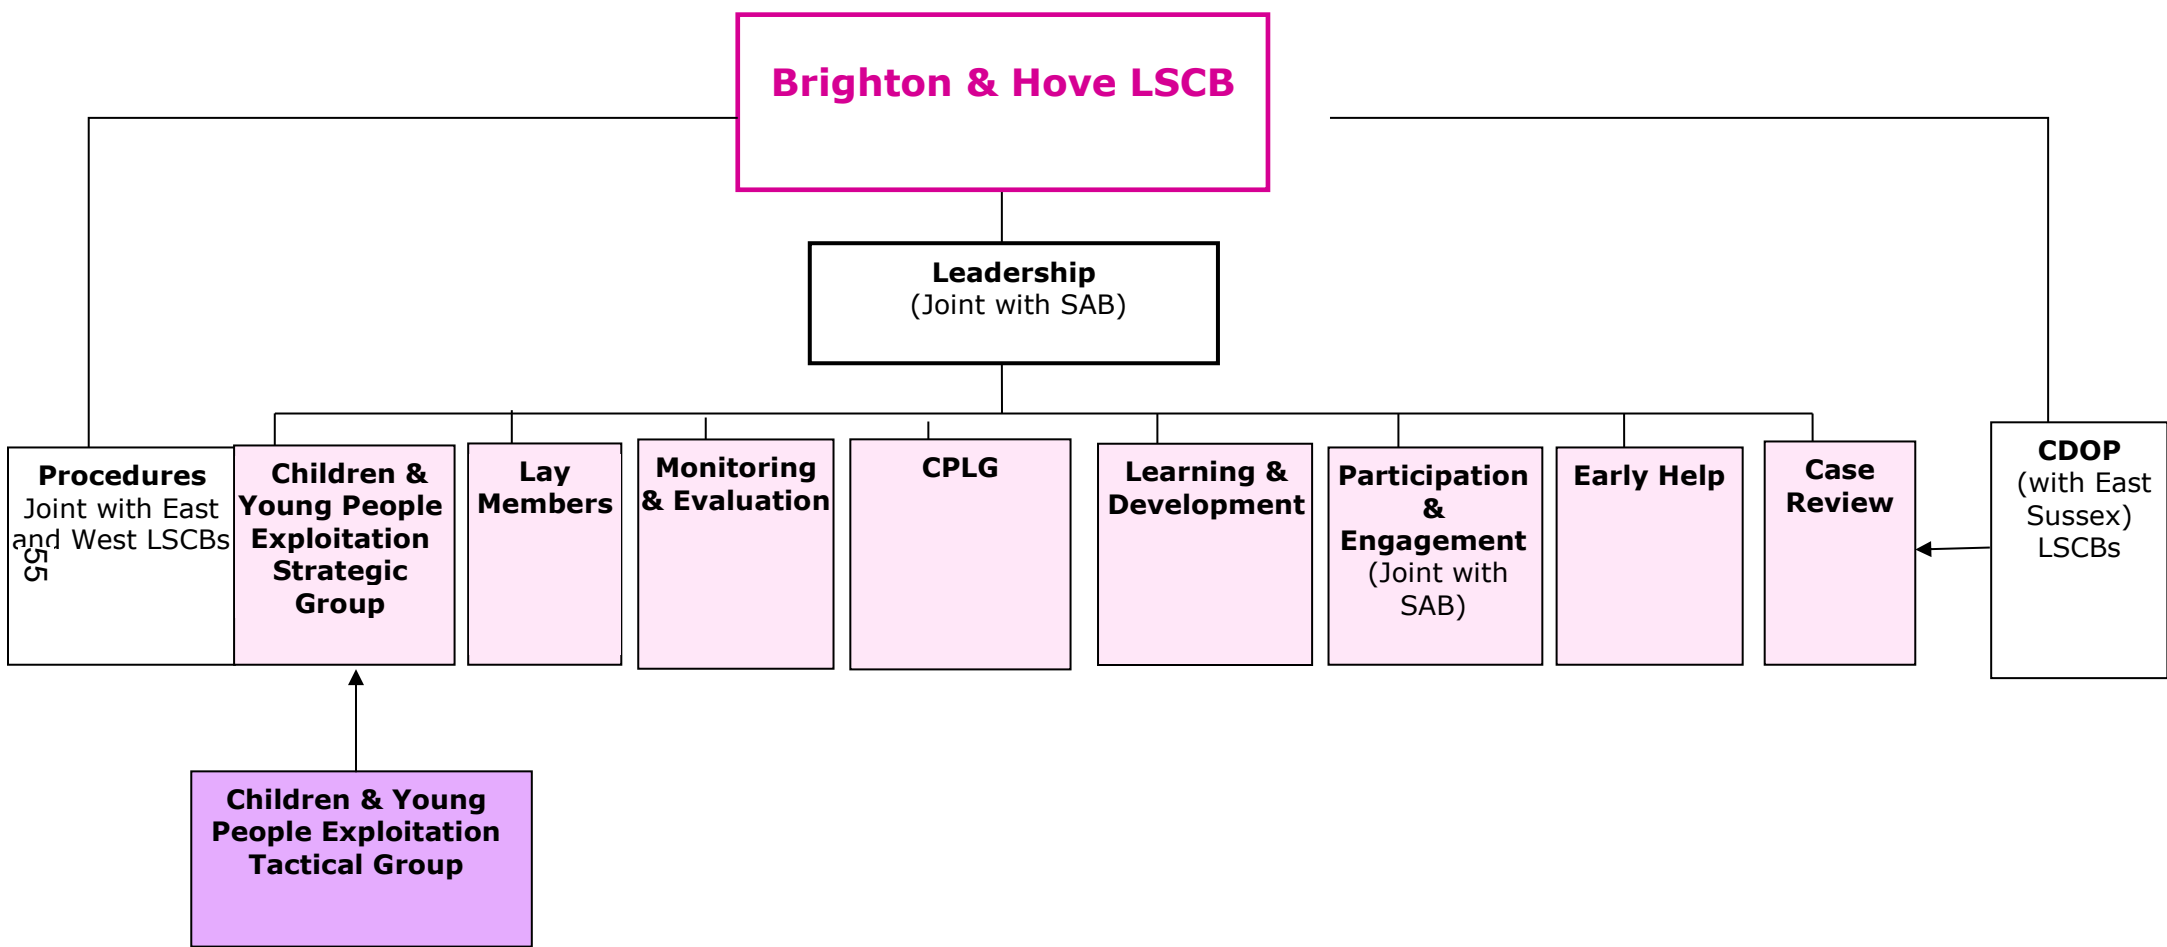 Brighton & Hove LSCB
Leadership
(Joint with SAB)
Procedures
Joint with East
and West LSCBs
55
Children &
Young People
Exploitation
Strategic
Group
Lay
Members
Monitoring
& Evaluation
CPLG
Learning &
Development
Participation
&
Engagement
(Joint with
SAB)
Early Help
Case
Review
CDOP
(with East
Sussex)
LSCBs
Children & Young
People Exploitation
Tactical Group